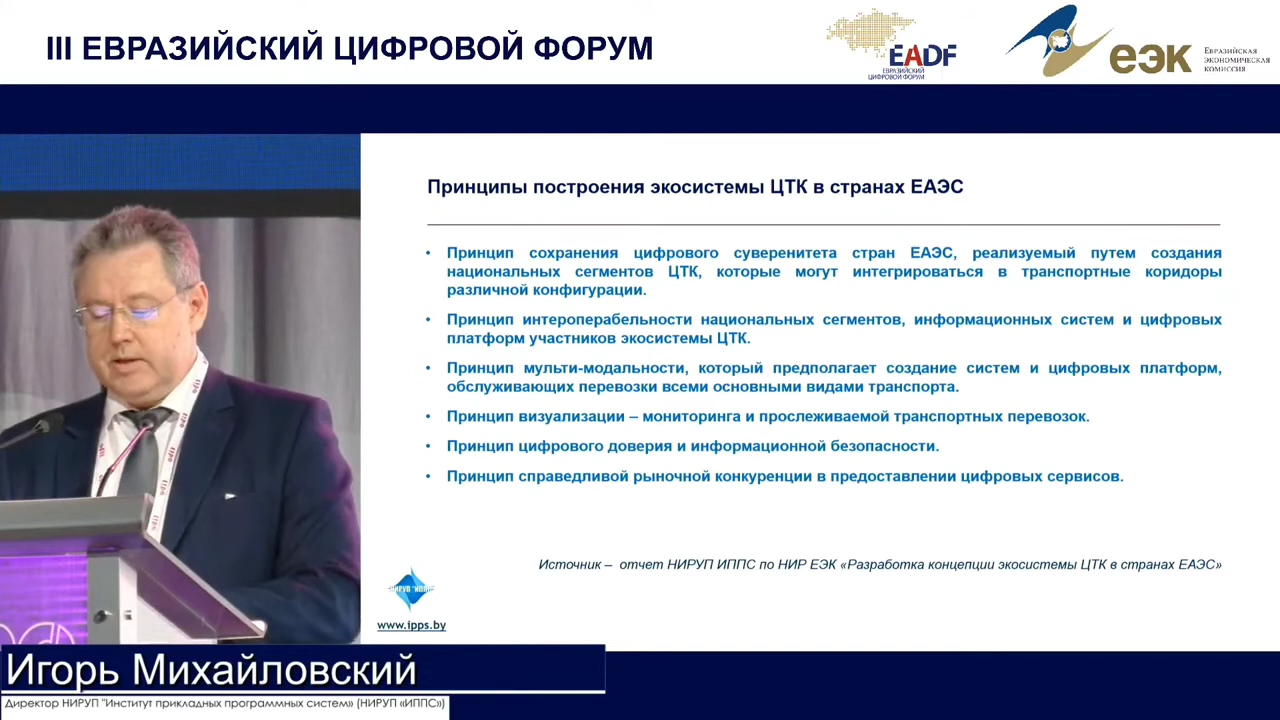 III ЕВРАЗИЙСКИЙ ЦИФРОВОЙ ФОРУМ
EADF
ЕВРАЗИЙСКИЙ
ЦИФРОВОЙ ФОРУМ
ЕЭК
ЕВРАЗИЙСКАЯ
ЭКОНОМИЧЕСКАЯ
КОМИССИЯ
Принципы построения экосистемы ЦТК в странах ЕАЭС
• Принцип сохранения цифрового суверенитета стран ЕАЭС, реализуемый путем создания
национальных сегментов ЦТК, которые могут интегрироваться в транспортные коридоры
различной конфигурации.
• Принцип интероперабельности национальных сегментов, информационных систем и цифровых
платформ участников экосистемы ЦТК.
• Принцип мульти-модальности, который предполагает создание систем и цифровых платформ,
обслуживающих перевозки всеми основными видами транспорта.
• Принцип визуализации – мониторинга и прослеживаемой транспортных перевозок.
• Принцип цифрового доверия и информационной безопасности.
• Принцип справедливой рыночной конкуренции в предоставлении цифровых сервисов.
Источник – отчет НИРУП ИППС по НИР ЕЭК «Разработка концепции экосистемы ЦТК в странах ЕАЭС»
НИРУП "ИППС"
www.ipps.by
Игорь Михайловский
Директор НИРУП "Институт прикладных программных систем» (НИРУП «ИППС»)